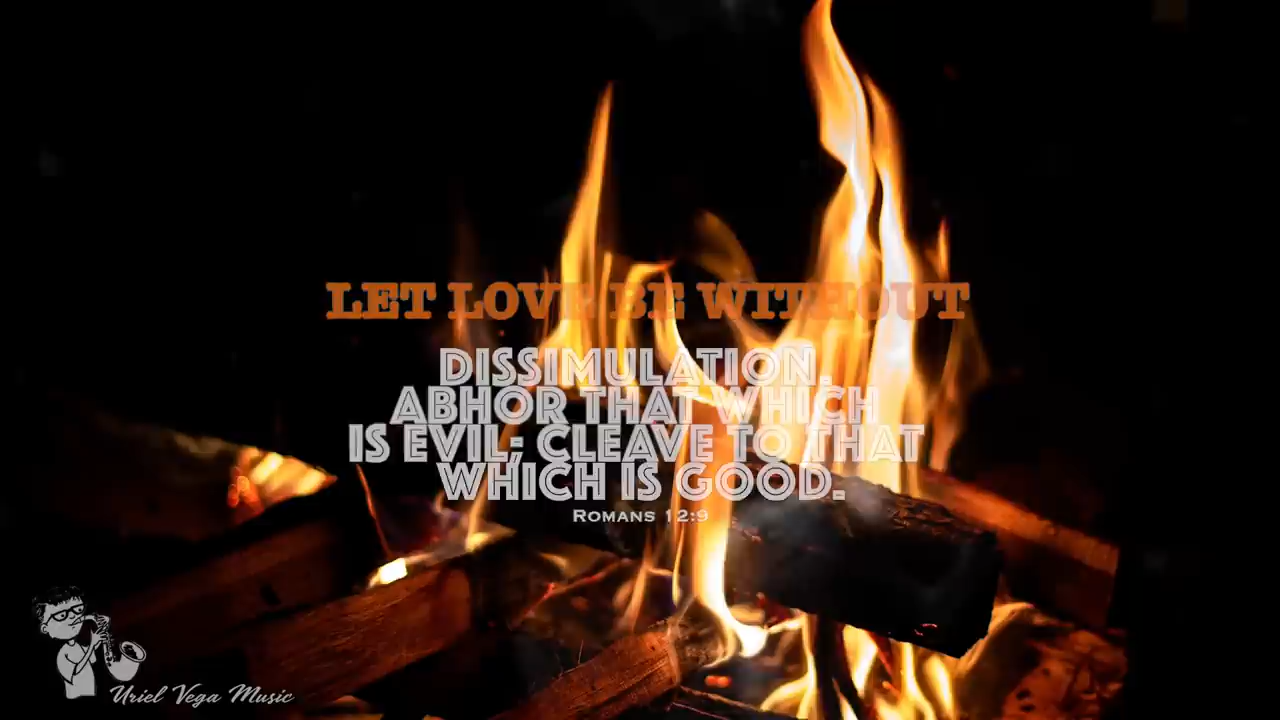 LET LOVE BE WITHOUT
DISSIMULATION.
ABHOR THAT WHICH
IS EVIL; CLEAVE TO THAT
WHICH IS GOOD.
Romans 12:9
Uriel Vega Music